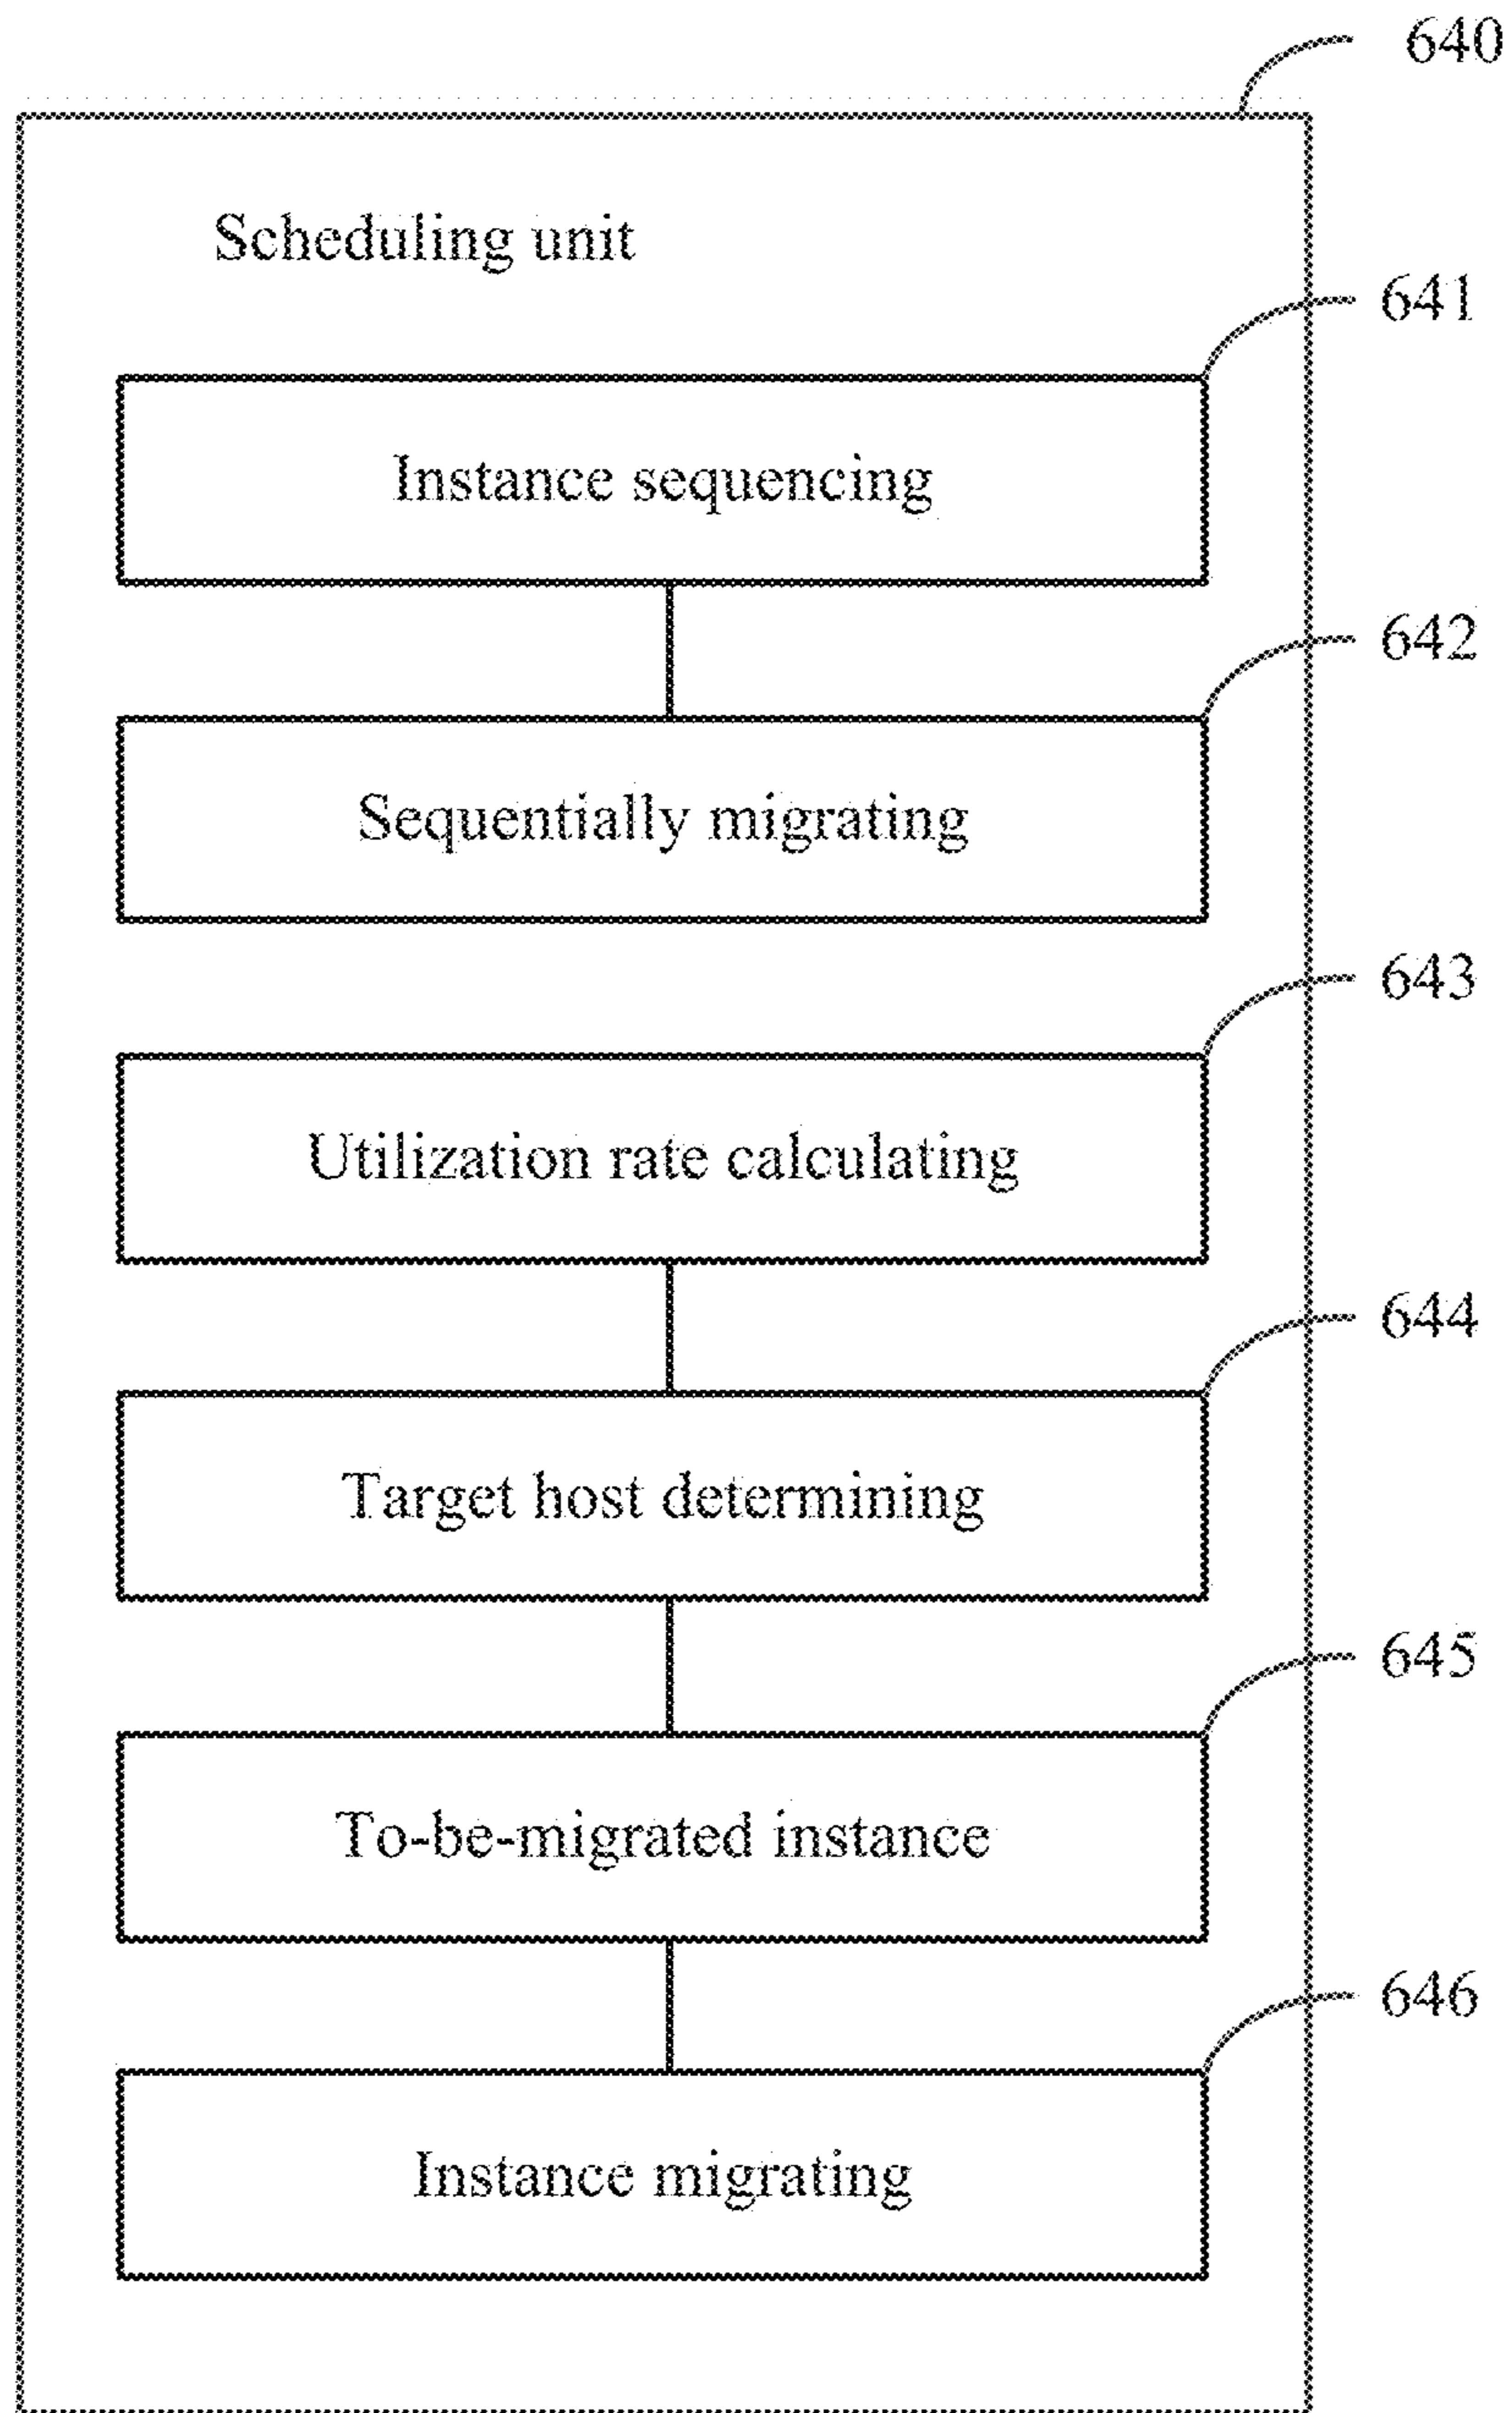 640
Scheduling unit
641
Instance sequencing
642
Sequentially migrating
643
Utilization rate calculating
644
Target host determining
645
To-be-migrated instance
646
Instance migrating